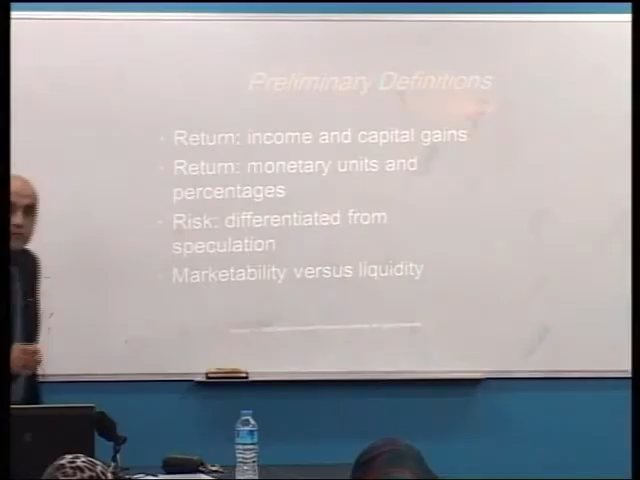 Preliminary Definitions
Return: income and capital gains
Return: monetary units and
percentages
Risk: differentiated from
speculation
Marketability versus liquidity